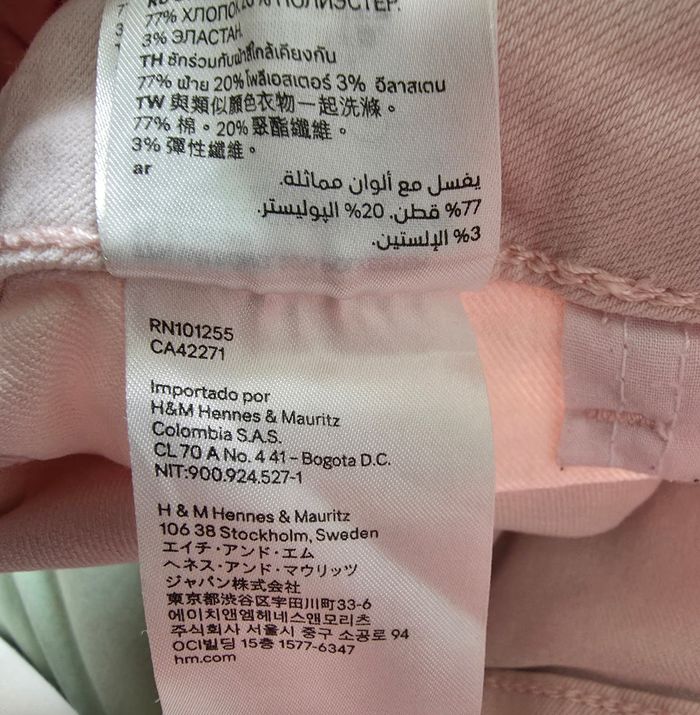 77% ХЛОПОК 20% ПОЛИЭСТЕР.
3% ЭЛАСТАН.
TH ซักร่วมกับผ้าสีใกล้เคียงกัน
77% ฝ้าย 20% โพลีเอสเตอร์ 3% อีลาสเตน
TW 與類似顏色衣物一起洗滌。
77% 棉。20% 聚酯纖維。
3% 彈性纖維。
ar
يغسل مع ألوان مماثلة.
77% قطن. 20% البوليستر.
3% الإلستين.
RN101255
CA42271
Importado por
H&M Hennes & Mauritz
Colombia S.A.S.
CL 70 A No. 4 41 - Bogota D.C.
NIT:900.924.527-1
H & M Hennes & Mauritz
106 38 Stockholm, Sweden
エイチ・アンド・エム
ヘネス・アンド・マウリッツ
ジャパン株式会社
東京都渋谷区宇田川町33-6
에이치앤엠헤네스앤모리츠
주식회사 서울시 중구 소공로 94
OCI빌딩 15층 1577-6347
hm.com